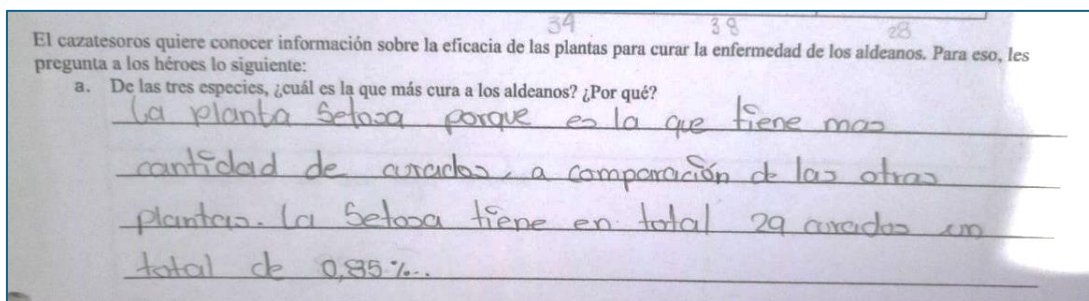 34 38 28
El cazatesoros quiere conocer información sobre la eficacia de las plantas para curar la enfermedad de los aldeanos. Para eso, les
pregunta a los héroes lo siguiente:
a. De las tres especies, ¿cuál es la que más cura a los aldeanos? ¿Por qué?
La planta Setosa porque es la que tiene mas
cantidad de curados, a comparación de las otras
plantas. La Setosa tiene en total 29 curados un
total de 0,85%..